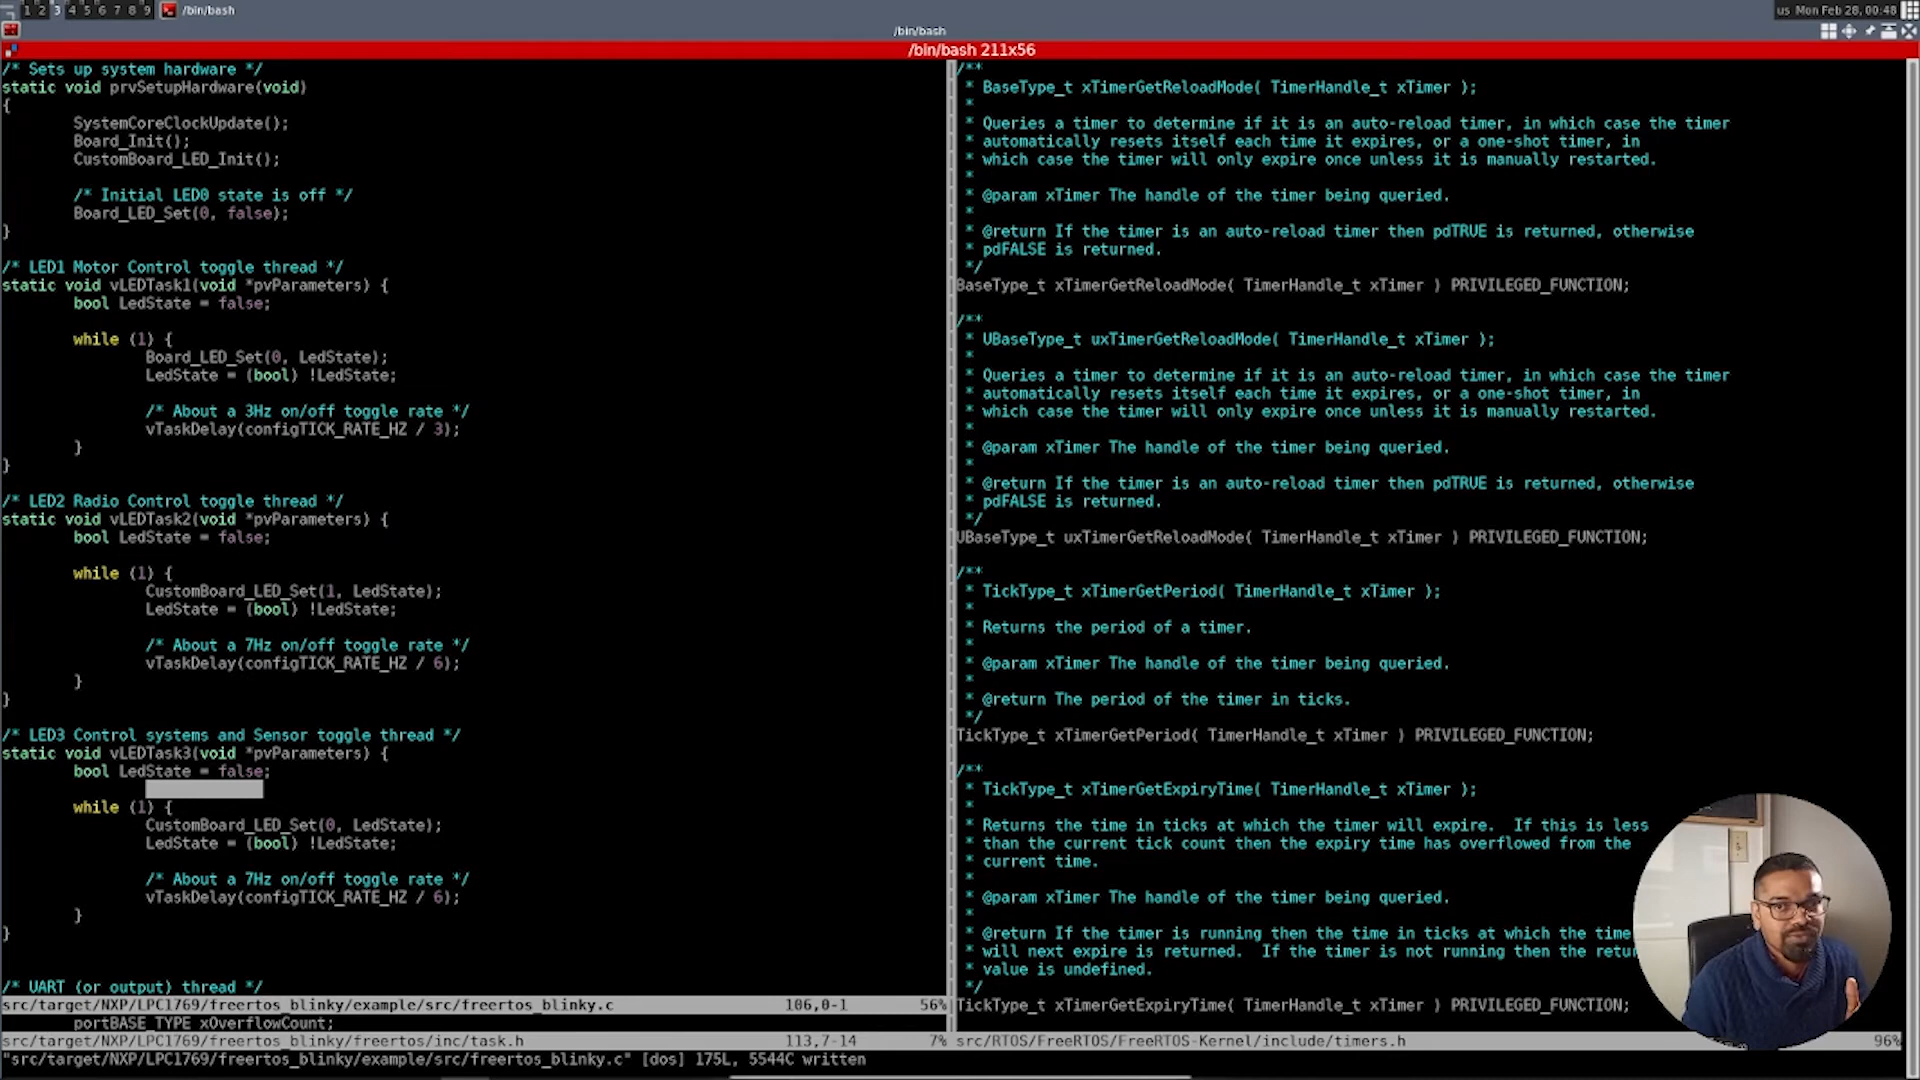 1 2 3 4 5 6 7 8 9 /bin/bash
us Mon Feb 28, 00:48
/bin/bash
/bin/bash 211x56
/* Sets up system hardware */
static void prvSetupHardware(void)
{
SystemCoreClockUpdate();
Board_Init();
CustomBoard_LED_Init();
/* Initial LED0 state is off */
Board_LED_Set(0, false);
}
/* LED1 Motor Control toggle thread */
static void vLEDTask1(void *pvParameters) {
bool LedState = false;
while (1) {
Board_LED_Set(0, LedState);
LedState = (bool) !LedState;
/* About a 3Hz on/off toggle rate */
vTaskDelay(configTICK_RATE_HZ / 3);
}
}
/* LED2 Radio Control toggle thread */
static void vLEDTask2(void *pvParameters) {
bool LedState = false;
while (1) {
CustomBoard_LED_Set(1, LedState);
LedState = (bool) !LedState;
/* About a 7Hz on/off toggle rate */
vTaskDelay(configTICK_RATE_HZ / 6);
}
}
/* LED3 Control systems and Sensor toggle thread */
static void vLEDTask3(void *pvParameters) {
bool LedState = false;
while (1) {
CustomBoard_LED_Set(0, LedState);
LedState = (bool) !LedState;
/* About a 7Hz on/off toggle rate */
vTaskDelay(configTICK_RATE_HZ / 6);
}
}
/* UART (or output) thread */
src/target/NXP/LPC1769/freertos_blinky/example/src/freertos_blinky.c 106,0-1 56%
portBASE_TYPE xOverflowCount;
src/target/NXP/LPC1769/freertos_blinky/freertos/inc/task.h 113,7-14 7%
"src/target/NXP/LPC1769/freertos_blinky/example/src/freertos_blinky.c" [dos] 175L, 5544C written
/**
* BaseType_t xTimerGetReloadMode( TimerHandle_t xTimer );
*
* Queries a timer to determine if it is an auto-reload timer, in which case the timer
* automatically resets itself each time it expires, or a one-shot timer, in
* which case the timer will only expire once unless it is manually restarted.
*
* @param xTimer The handle of the timer being queried.
*
* @return If the timer is an auto-reload timer then pdTRUE is returned, otherwise
* pdFALSE is returned.
*/
BaseType_t xTimerGetReloadMode( TimerHandle_t xTimer ) PRIVILEGED_FUNCTION;
/**
* UBaseType_t uxTimerGetReloadMode( TimerHandle_t xTimer );
*
* Queries a timer to determine if it is an auto-reload timer, in which case the timer
* automatically resets itself each time it expires, or a one-shot timer, in
* which case the timer will only expire once unless it is manually restarted.
*
* @param xTimer The handle of the timer being queried.
*
* @return If the timer is an auto-reload timer then pdTRUE is returned, otherwise
* pdFALSE is returned.
*/
UBaseType_t uxTimerGetReloadMode( TimerHandle_t xTimer ) PRIVILEGED_FUNCTION;
/**
* TickType_t xTimerGetPeriod( TimerHandle_t xTimer );
*
* Returns the period of a timer.
*
* @param xTimer The handle of the timer being queried.
*
* @return The period of the timer in ticks.
*/
TickType_t xTimerGetPeriod( TimerHandle_t xTimer ) PRIVILEGED_FUNCTION;
/**
* TickType_t xTimerGetExpiryTime( TimerHandle_t xTimer );
*
* Returns the time in ticks at which the timer will expire. If this is less
* than the current tick count then the expiry time has overflowed from the
* current time.
*
* @param xTimer The handle of the timer being queried.
*
* @return If the timer is running then the time in ticks at which the time
* will next expire is returned. If the timer is not running then the retu
* value is undefined.
*/
TickType_t xTimerGetExpiryTime( TimerHandle_t xTimer ) PRIVILEGED_FUNCTION;
src/RTOS/FreeRTOS/FreeRTOS-Kernel/include/timers.h 96%